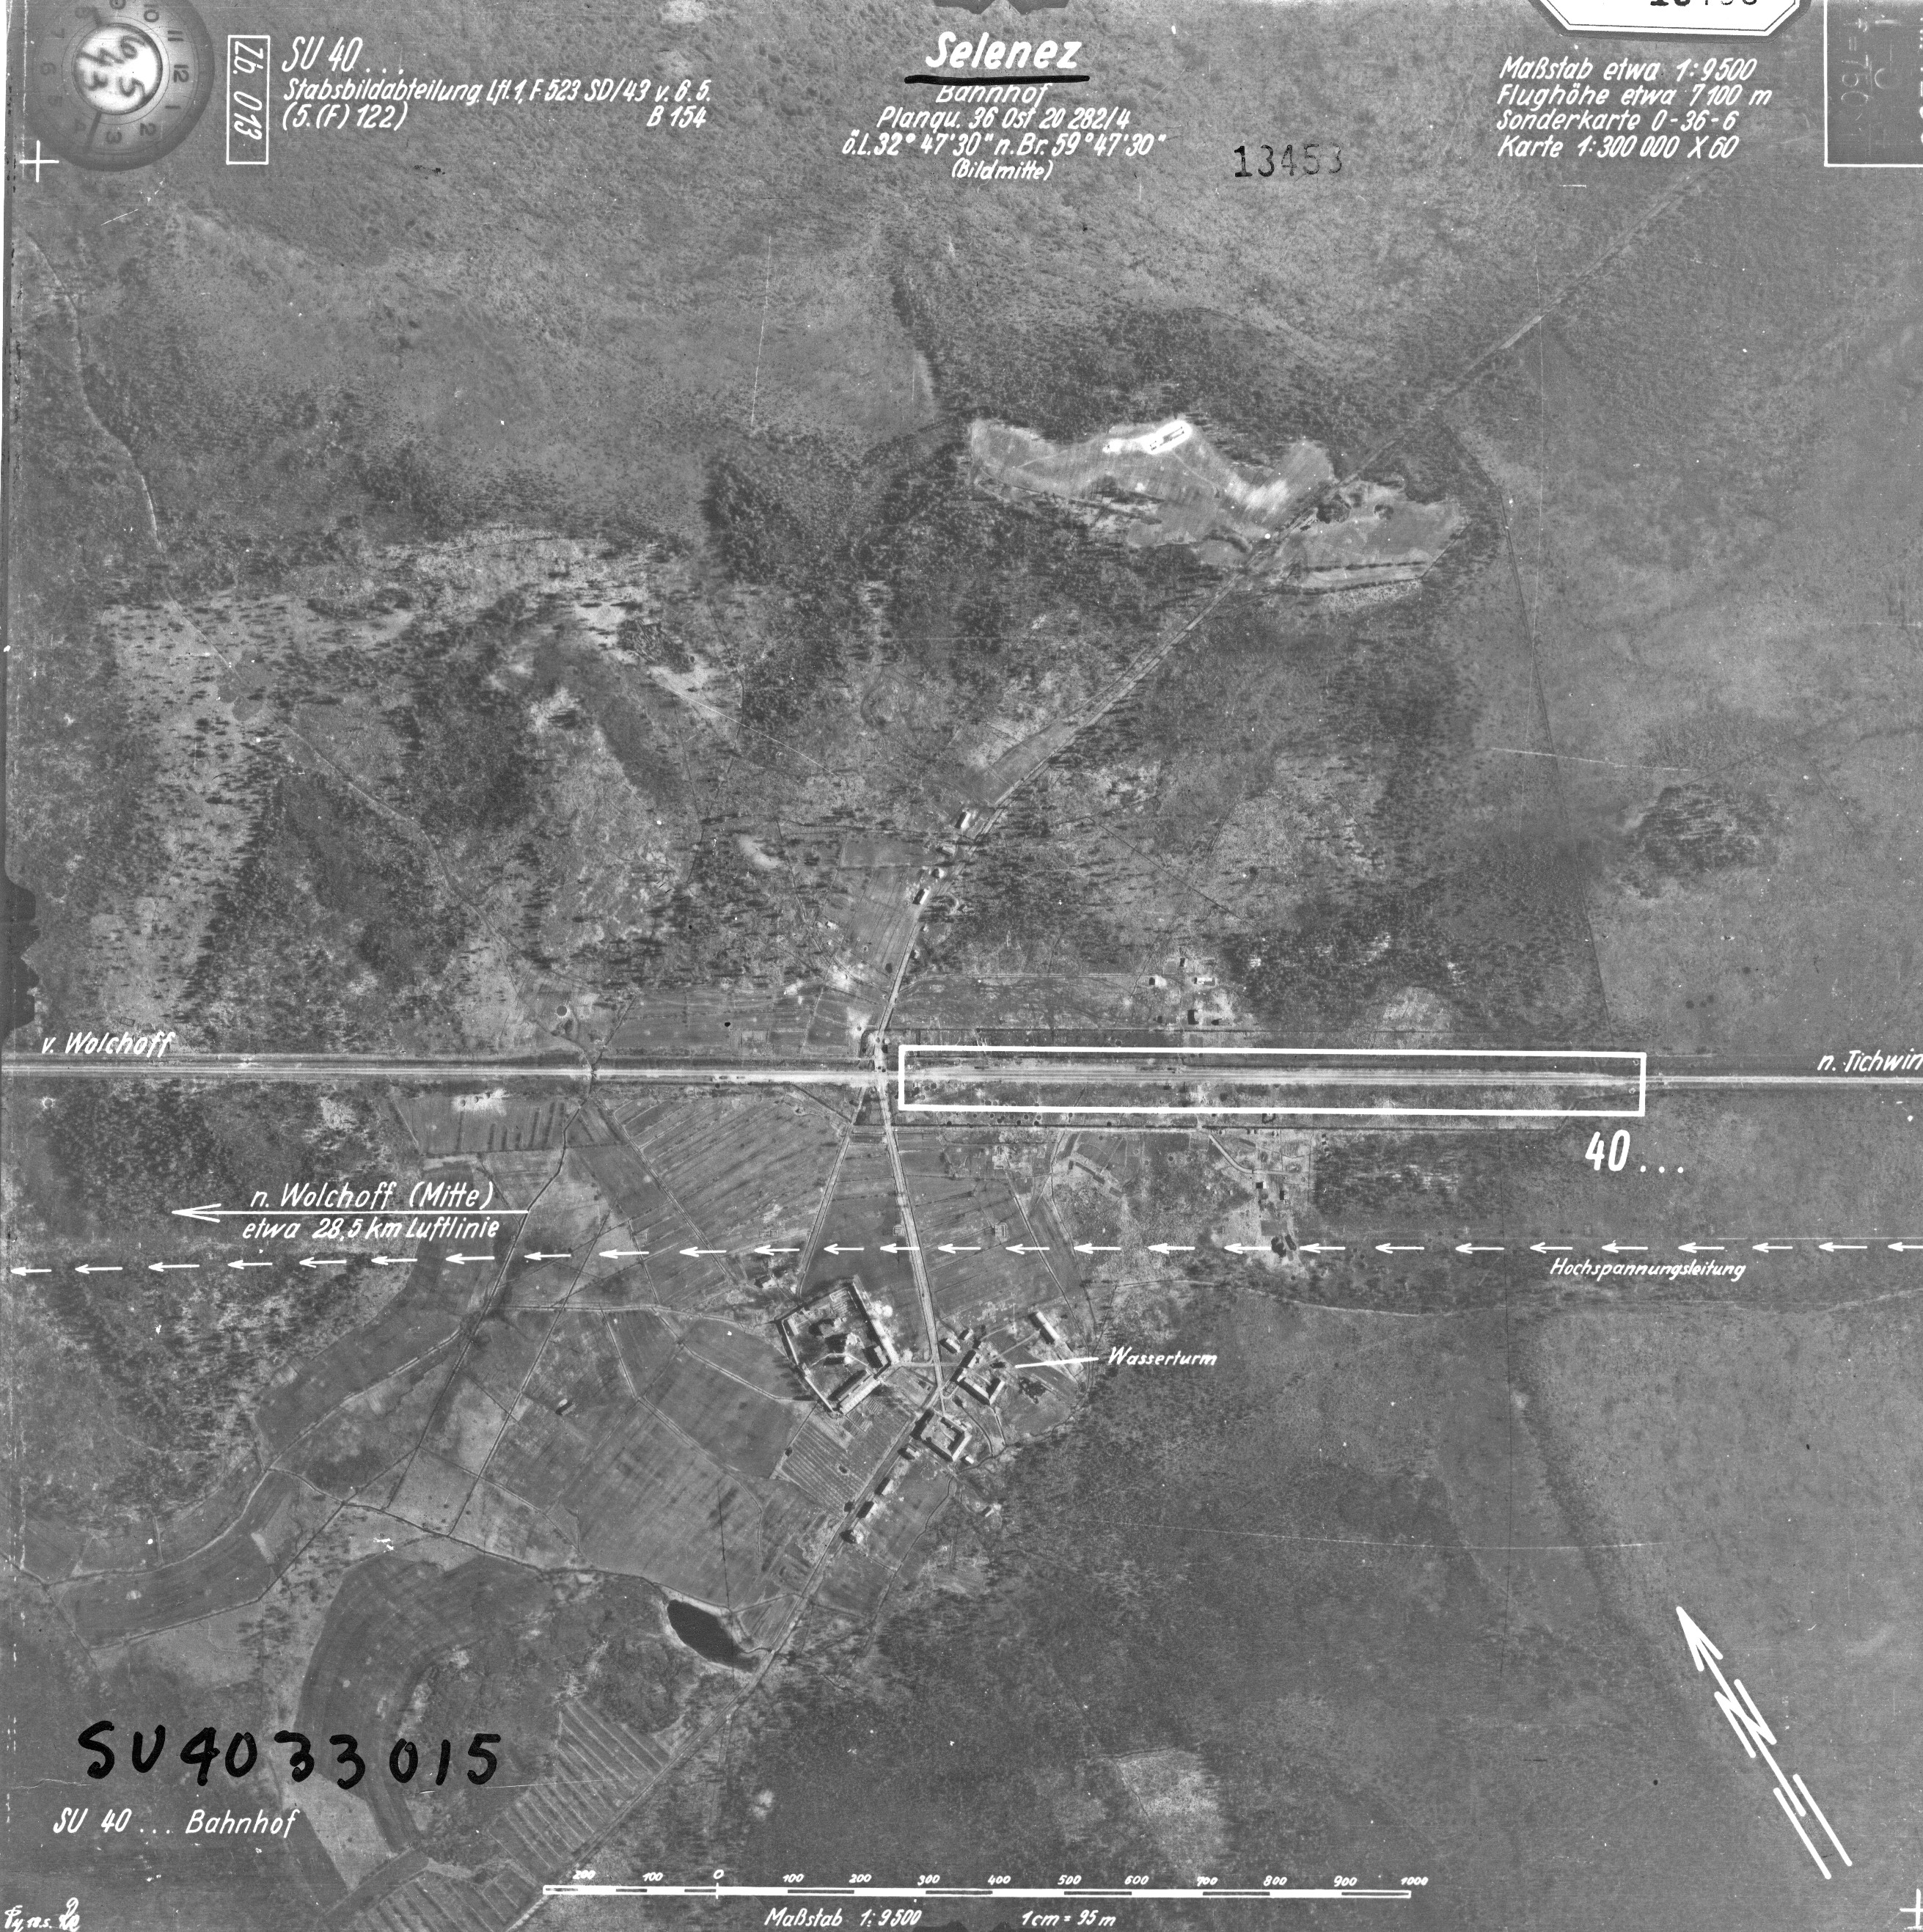 SU 40...
Stabsbildabteilung Lfl. 1, F 523 SD/43 v. 6.5.
(5. (F) 122)
B 154
Zb. 013
Selenez
Bahnhof
Planqu. 36 Ost 20 282/4
ö.L. 32° 47' 30" n. Br. 59° 47' 30"
(Bildmitte)
13453
Maßstab etwa 1:9500
Flughöhe etwa 7100 m
Sonderkarte 0-36-6
Karte 1:300 000 X 60
v. Wolchoff
n. Tichwin
40...
n. Wolchoff (Mitte)
etwa 28,5 km Luftlinie
Hochspannungsleitung
Wasserturm
N
SU4033015
SU 40 ... Bahnhof
200 100 0 100 200 300 400 500 600 700 800 900 1000
Maßstab 1:9500 1cm = 95 m